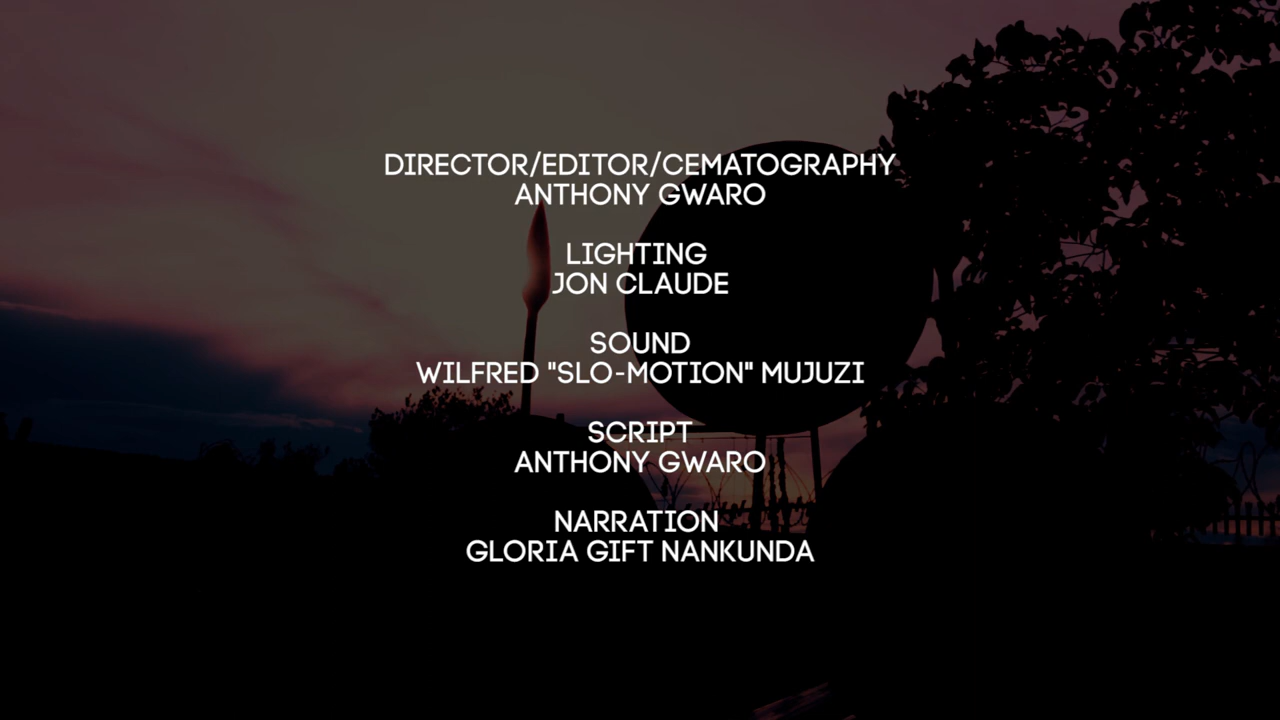 DIRECTOR/EDITOR/CEMATOGRAPHY
ANTHONY GWARO
LIGHTING
JON CLAUDE
SOUND
WILFRED "SLO-MOTION" MUJUZI
SCRIPT
ANTHONY GWARO
NARRATION
GLORIA GIFT NANKUNDA